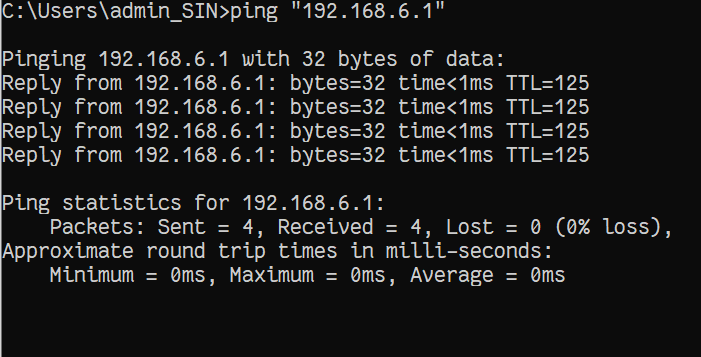 C:\Users\admin_SIN>ping "192.168.6.1"
Pinging 192.168.6.1 with 32 bytes of data:
Reply from 192.168.6.1: bytes=32 time<1ms TTL=125
Reply from 192.168.6.1: bytes=32 time<1ms TTL=125
Reply from 192.168.6.1: bytes=32 time<1ms TTL=125
Reply from 192.168.6.1: bytes=32 time<1ms TTL=125
Ping statistics for 192.168.6.1:
    Packets: Sent = 4, Received = 4, Lost = 0 (0% loss),
Approximate round trip times in milli-seconds:
    Minimum = 0ms, Maximum = 0ms, Average = 0ms